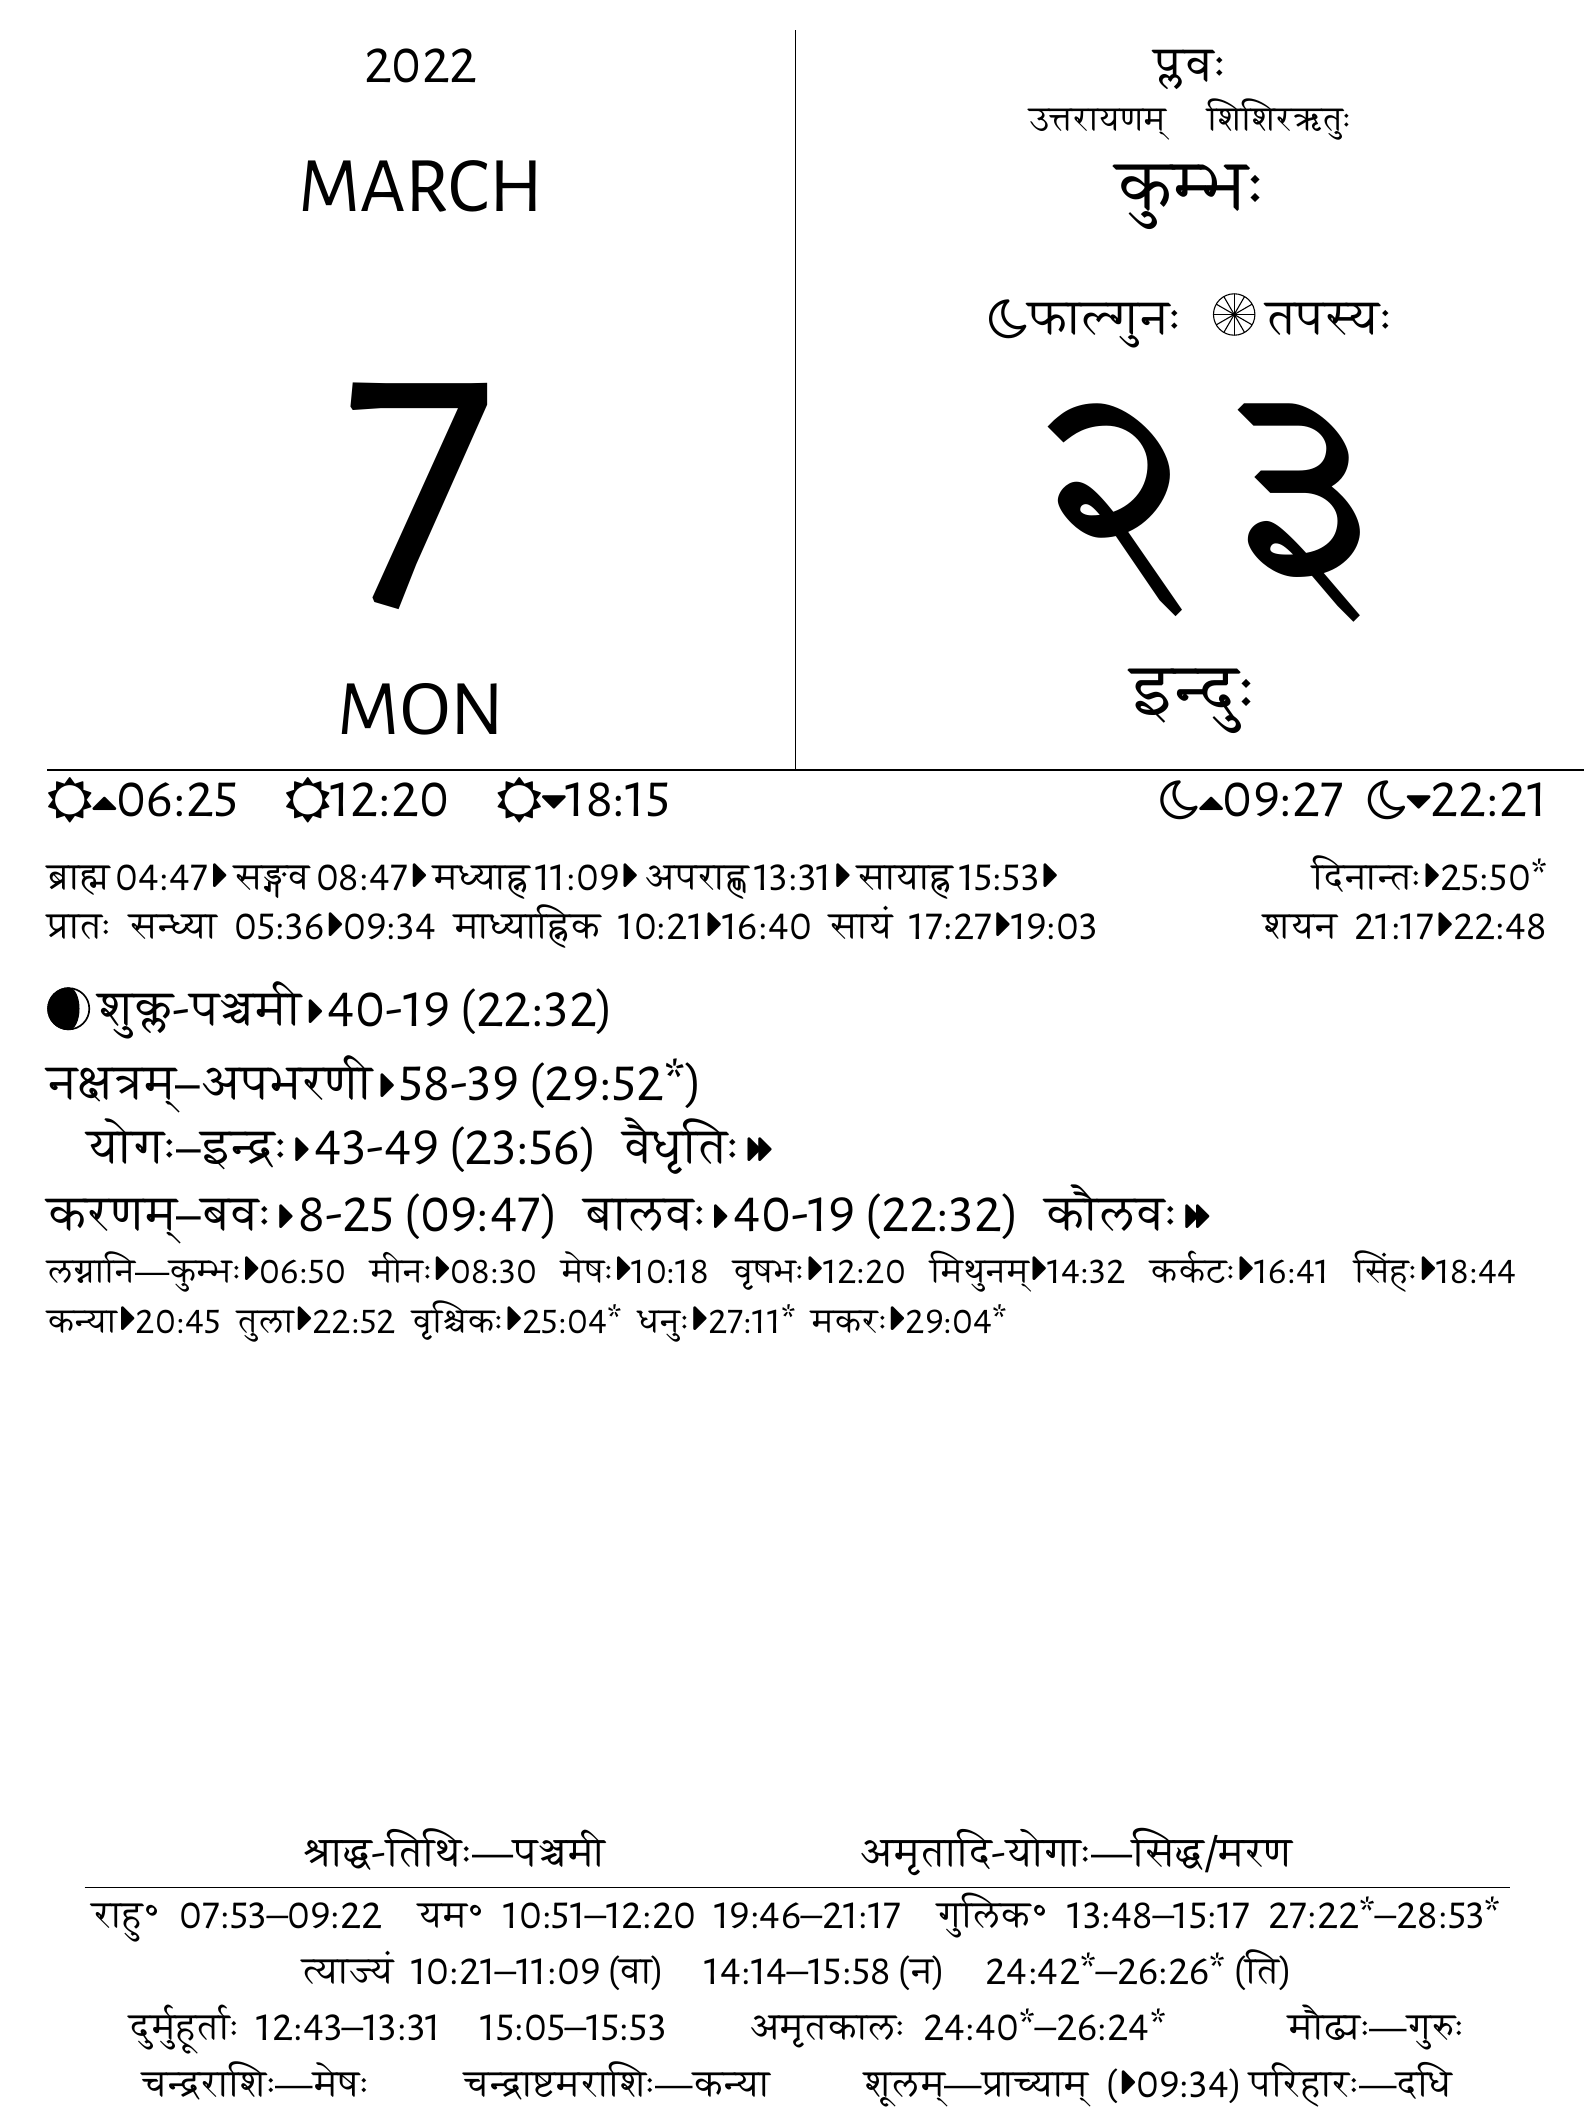 2022
MARCH
7
MON
प्लवः
उत्तरायणम् शिशिरऋतुः
कुम्भः
फाल्गुनः तपस्यः
२३
इन्दुः
06:25 12:20 18:15 09:27 22:21
ब्राह्म 04:47 सङ्गव 08:47 मध्याह्न 11:09 अपराह्ण 13:31 सायाह्न 15:53 दिनान्तः 25:50*
प्रातः सन्ध्या 05:36 09:34 माध्याह्निक 10:21 16:40 सायं 17:27 19:03 शयन 21:17 22:48
शुक्ल-पञ्चमी 40-19 (22:32)
नक्षत्रम्–अपभरणी 58-39 (29:52*)
योगः–इन्द्रः 43-49 (23:56) वैधृतिः
करणम्–बवः 8-25 (09:47) बालवः 40-19 (22:32) कौलवः
लग्नानि—कुम्भः 06:50 मीनः 08:30 मेषः 10:18 वृषभः 12:20 मिथुनम् 14:32 कर्कटः 16:41 सिंहः 18:44
कन्या 20:45 तुला 22:52 वृश्चिकः 25:04* धनुः 27:11* मकरः 29:04*
श्राद्ध-तिथिः—पञ्चमी अमृतादि-योगाः—सिद्ध/मरण
राहु॰ 07:53–09:22 यम॰ 10:51–12:20 19:46–21:17 गुलिक॰ 13:48–15:17 27:22*–28:53*
त्याज्यं 10:21–11:09 (वा) 14:14–15:58 (न) 24:42*–26:26* (ति)
दुर्मुहूर्ताः 12:43–13:31 15:05–15:53 अमृतकालः 24:40*–26:24* मौढ्यः—गुरुः
चन्द्रराशिः—मेषः चन्द्राष्टमराशिः—कन्या शूलम्—प्राच्याम् (09:34) परिहारः—दधि